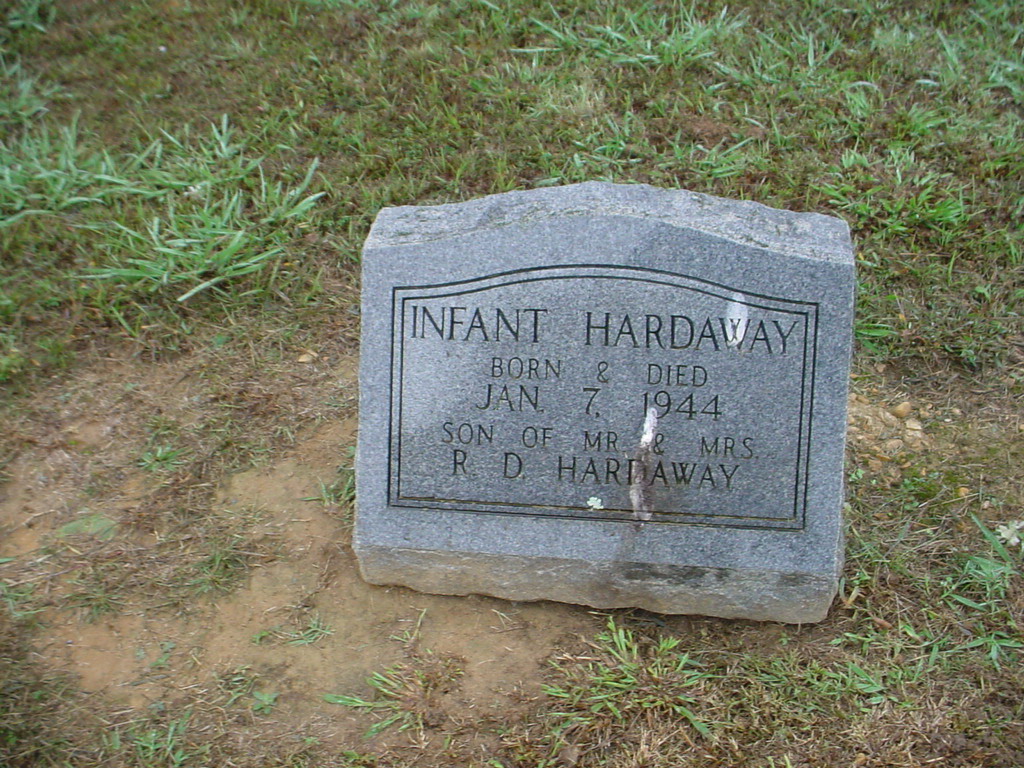 INFANT HARDAWAY
BORN & DIED
JAN. 7, 1944
SON OF MR. & MRS.
R. D. HARDAWAY